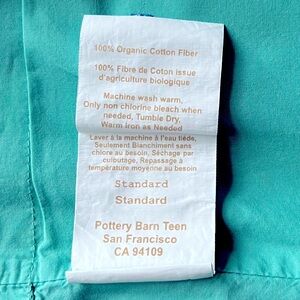 100% Organic Cotton Fiber
100% Fibre de Coton issue
d'agriculture biologique
Machine wash warm,
Only non chlorine bleach when
needed, Tumble Dry,
Warm Iron as Needed
Laver à la machine à l'eau tiède,
Seulement Blanchiment sans
chlore au besoin, Séchage par
culbutage, Repassage à
température moyenne au besoin
Standard
Standard
Pottery Barn Teen
San Francisco
CA 94109